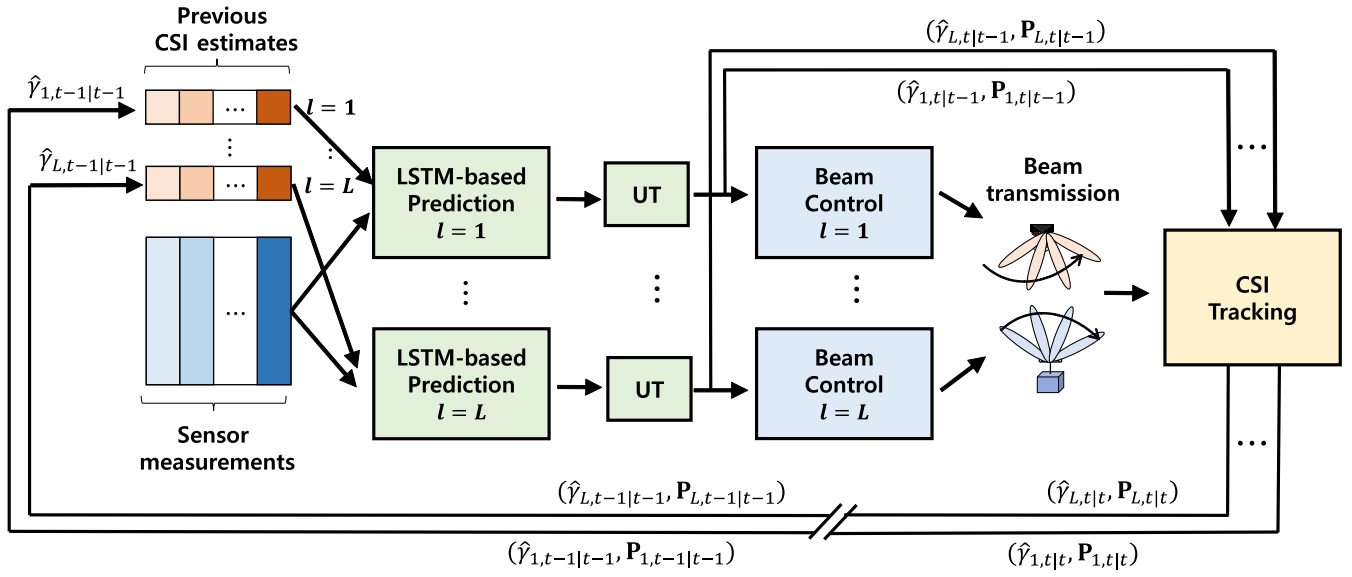 Previous
CSI estimates
γ̂_{1,t−1|t−1}
l = 1
...
⋮
⋮
γ̂_{L,t−1|t−1}
l = L
...
...
Sensor
measurements
LSTM-based
Prediction
l = 1
⋮
LSTM-based
Prediction
l = L
UT
⋮
UT
(γ̂_{L,t|t−1}, P_{L,t|t−1})
(γ̂_{1,t|t−1}, P_{1,t|t−1})
Beam
Control
l = 1
⋮
Beam
Control
l = L
Beam
transmission
...
CSI
Tracking
...
(γ̂_{L,t−1|t−1}, P_{L,t−1|t−1})
(γ̂_{L,t|t}, P_{L,t|t})
(γ̂_{1,t−1|t−1}, P_{1,t−1|t−1})
(γ̂_{1,t|t}, P_{1,t|t})